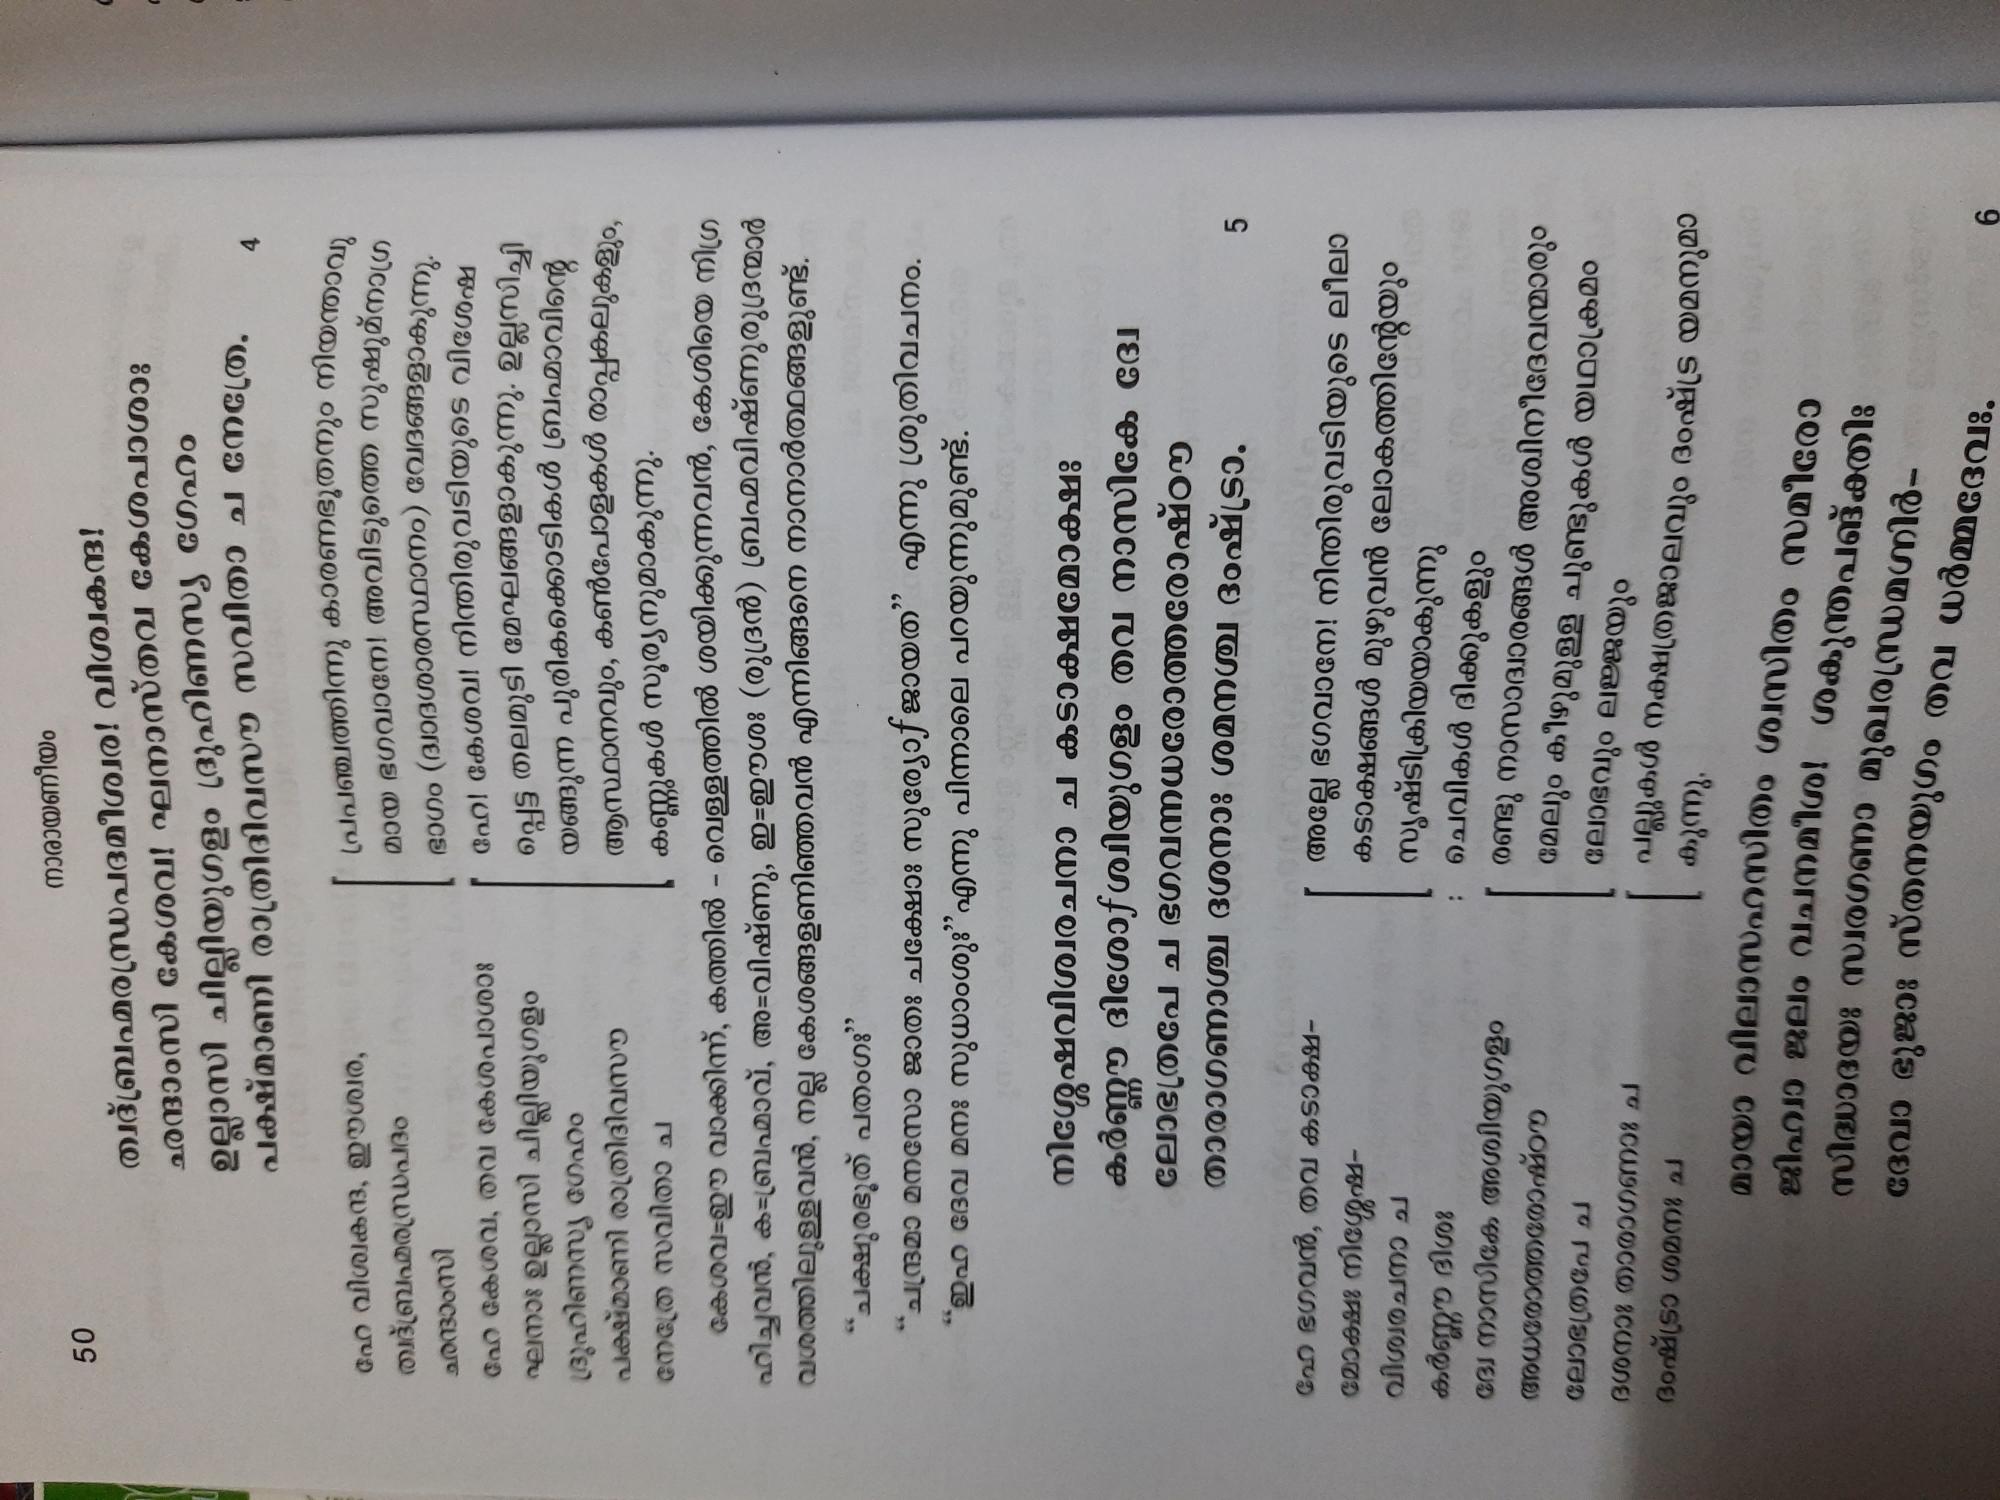 നാരായണീയം
50
ത്വദ്ബ്രഹ്മരന്ധ്രപദമീശ്വര! വിശ്വകന്ദ!
ഛന്ദാംസി കേശവ! ഘനാസ്തവ കേശപാശാഃ
ഉല്ലാസി ചില്ലിയുഗളം ദ്രുഹിണസ്യ ഗേഹം
പക്ഷ്മാണി രാത്രിദിവസൗ സവിതാ ച നേത്രേ. 4
ഹേ വിശ്വകന്ദ, ഈശ്വര,
ത്വദ്ബ്രഹ്മരന്ധ്രപദം
ഛന്ദാംസി
പ്രപഞ്ചത്തിന്നു കാരണഭൂതനും നിയന്താവു
മായ ഭഗവാനേ! അവിടുത്തെ സുഷുമ്നാഗ്ര
ഭാഗം (ദ്വാദശാരസ്ഥാനം) വേദങ്ങളാകുന്നു.
ഹേ കേശവ, തവ കേശപാശാഃ
ഘനാഃ ഉല്ലാസി ചില്ലിയുഗളം
ദ്രുഹിണസ്യ ഗേഹം
പക്ഷ്മാണി രാത്രിദിവസൗ
നേത്രേ സവിതാ ച
ഹേ! കേശവ! നിന്തിരുവടിയുടെ വിശേഷ
പ്പെട്ട തലമുടി മേഘങ്ങളാകുന്നു. ഉല്ലസിച്ചി
യങ്ങുന്ന പുരികക്കൊടികൾ ബ്രഹ്മാവിന്റെ
ആസ്ഥാനവും, കൺപോളകൾ രാപ്പകലുകളും,
കണ്ണുകൾ സൂര്യനുമാകുന്നു.
കേശവ=ഈ വാക്കിന്ന്, കത്തിൽ – വെള്ളത്തിൽ ശയിക്കുന്നവൻ, കേശിയെ നിഗ്ര
ഹിച്ചവൻ, ക=ബ്രഹ്മാവ്, അ=വിഷ്ണു, ഇ=ഈശഃ (രുദ്രൻ) ബ്രഹ്മവിഷ്ണുരുദ്രന്മാർ
വശത്തിലുള്ളവൻ, നല്ല കേശങ്ങളണിഞ്ഞവൻ എന്നിങ്ങനെ നാനാർത്ഥങ്ങളുണ്ട്.
“ചക്ഷുരഭൂത് പതംഗഃ”
“ചന്ദ്രമാ മനസോ ജാതഃ ചക്ഷോഃ സുര്യോƒജായത” എന്നു ശ്രുതിവചനം.
“ഇഹ ദേവ മനഃ സുധാംശുഃ”എന്നു പിന്നാലെ പറയുന്നുമുണ്ട്.
നിശ്ശേഷവിശ്വരചനാ ച കടാക്ഷമോക്ഷഃ
കർണ്ണൗ ദിശോƒശ്വിയുഗളം തവ നാസികേ ദ്വേ
ലോഭത്രപേ ച ഭഗവന്നധരോത്തരോഷ്ഠൗ
താരാഗണാശ്ച ദശനാഃ ശമനശ്ച ദംഷ്ട്രാ. 5
ഹേ ഭഗവൻ, തവ കടാക്ഷ–
മോക്ഷഃ നിശ്ശേഷ–
വിശ്വരചനാ ച
അല്ലേ ഭഗവാനേ! നിന്തിരുവടിയുടെ ലീലാ
കടാക്ഷങ്ങൾ മുഴുവൻ ലോകത്തിന്റേയും
സൃഷ്ടിക്രിയയാകുന്നു
കർണ്ണൗ ദിശഃ : ചെവികൾ ദിക്കുകളും
ദ്വേ നാസികേ അശ്വിയുഗളം
അധരോത്തരോഷ്ഠൗ
ലോഭത്രപേ ച
രണ്ടു നാസാദ്വാരങ്ങൾ അശ്വിനീദേവന്മാരും
മേലും കീഴുമുള്ള ചുണ്ടുകൾ യഥാക്രമം
ലോഭവും ലജ്ജയും
ദശനാഃ താരാഗണാഃ ച
ദംഷ്ട്രാ ശമനഃ ച
പല്ലുകൾ നക്ഷത്രജാലവും ദംഷ്ട്ര യമനുമാ
കുന്നു.
മായാ വിലാസഹസിതം ശ്വസിതം സമീരോ
ജിഹ്വാ ജലം വചനമീശ! ശകുന്തപങ്ക്തിഃ
സിദ്ധാദയഃ സ്വരഗണാ മുഖരന്ധ്രമഗ്നിർ–
ദേവാ ഭുജാഃ സ്തനയുഗം തവ ധർമ്മദേവഃ. 6